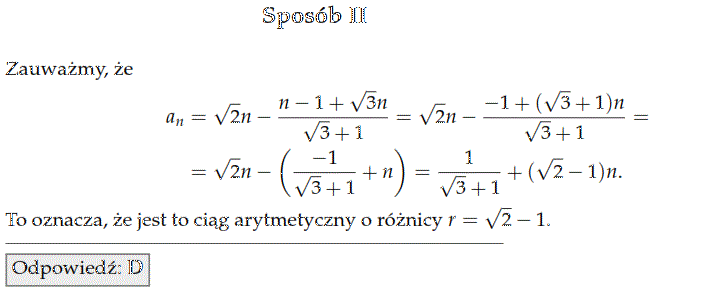 Sposób II
Zauważmy, że
$a_n = \sqrt{2}n - \frac{n - 1 + \sqrt{3}n}{\sqrt{3} + 1} = \sqrt{2}n - \frac{-1 + (\sqrt{3} + 1)n}{\sqrt{3} + 1} =$
$= \sqrt{2}n - \left( \frac{-1}{\sqrt{3} + 1} + n \right) = \frac{1}{\sqrt{3} + 1} + (\sqrt{2} - 1)n.$
To oznacza, że jest to ciąg arytmetyczny o różnicy $r = \sqrt{2} - 1$.
Odpowiedź: D